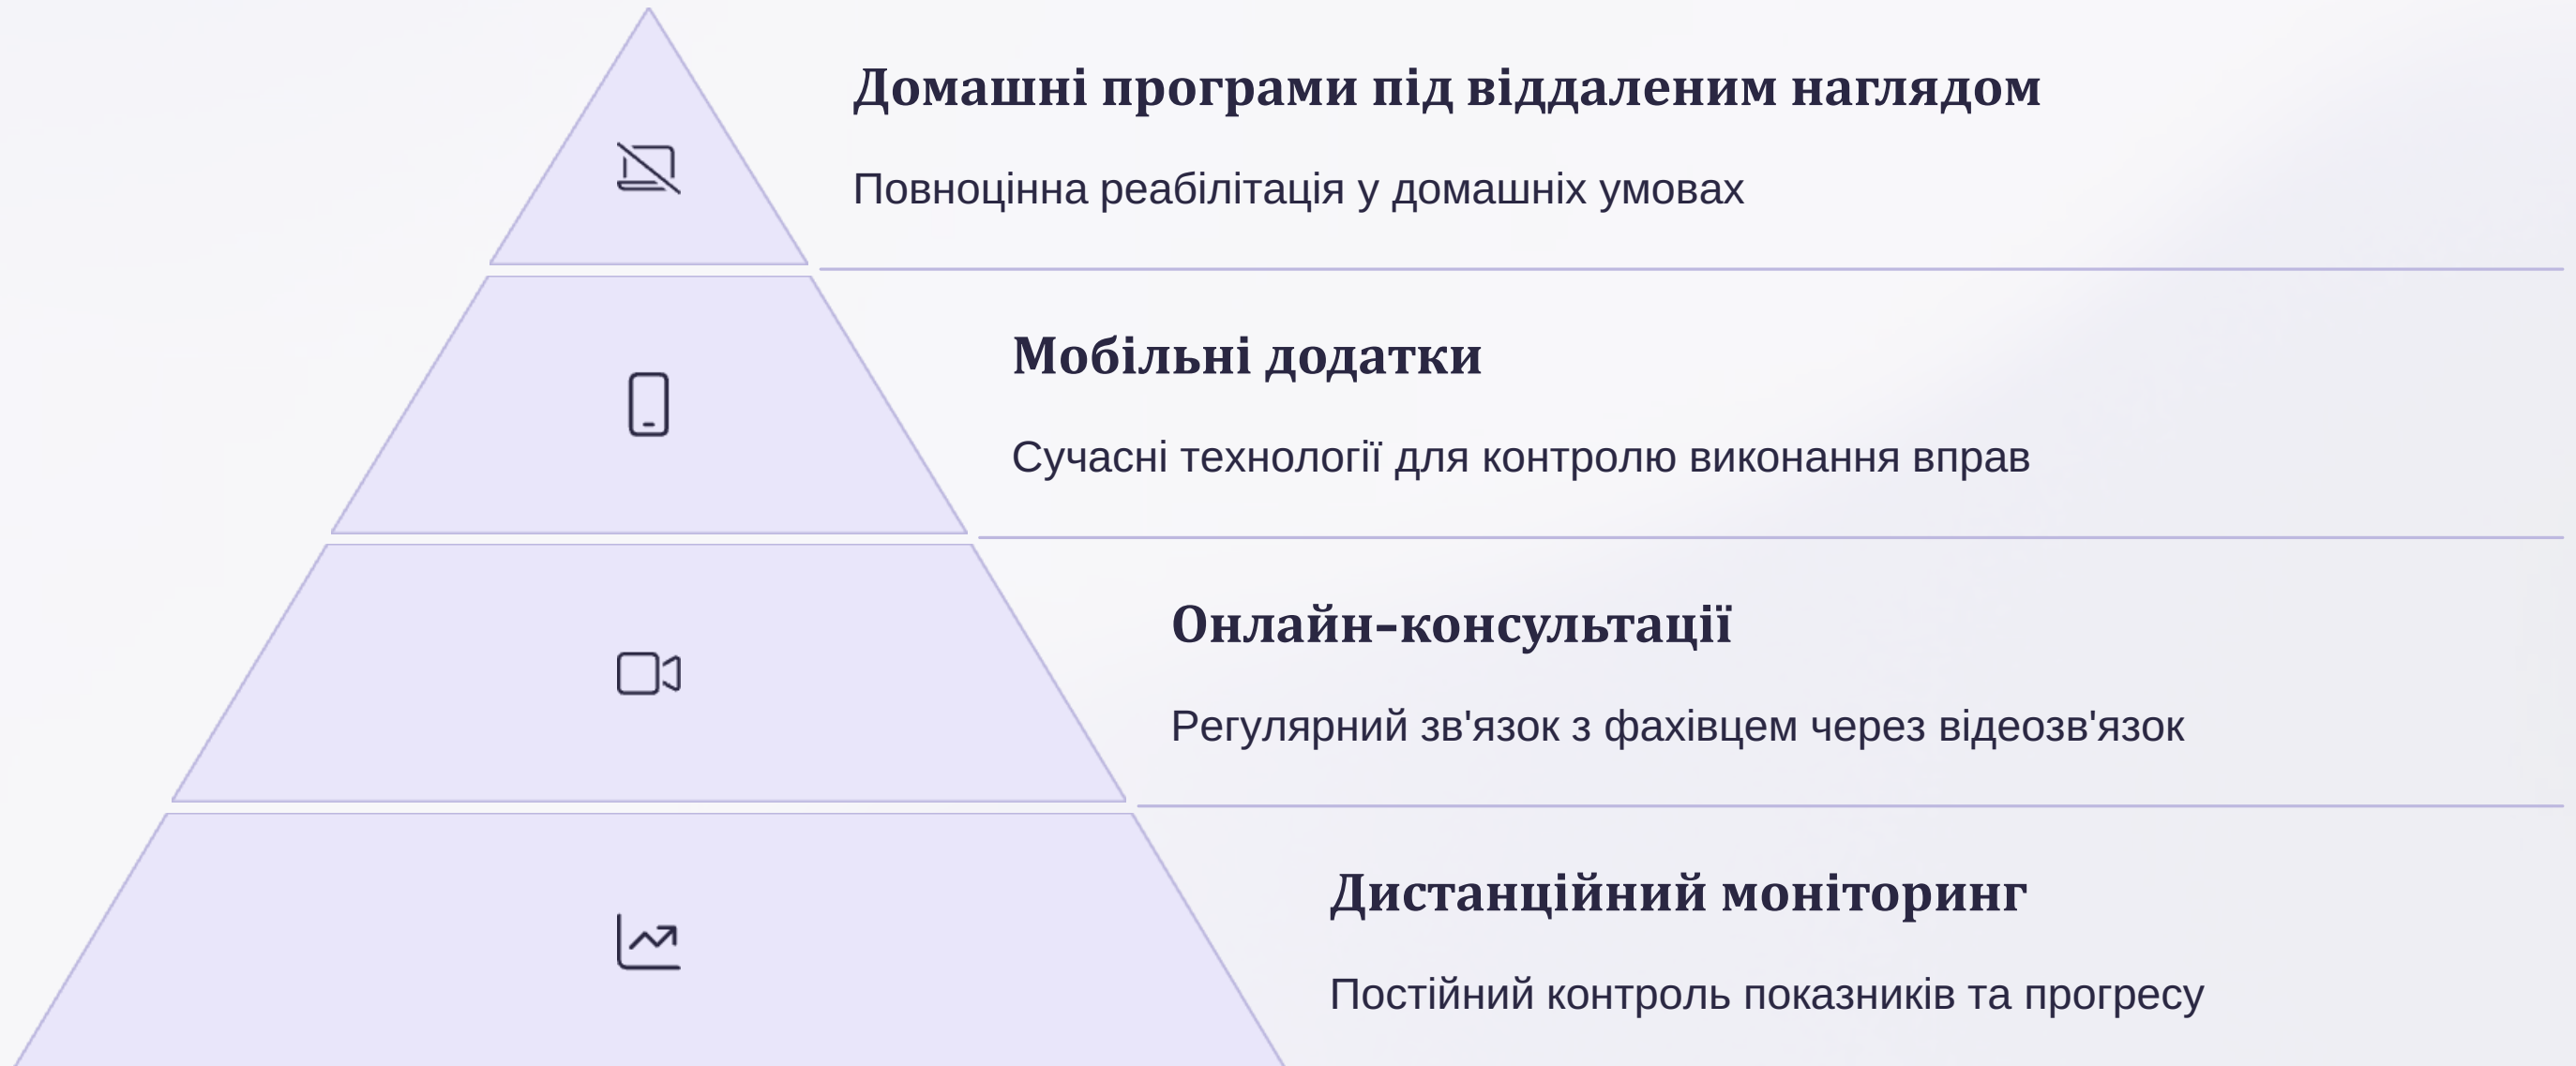 Домашні програми під віддаленим наглядом
Повноцінна реабілітація у домашніх умовах
Мобільні додатки
Сучасні технології для контролю виконання вправ
Онлайн-консультації
Регулярний зв'язок з фахівцем через відеозв'язок
Дистанційний моніторинг
Постійний контроль показників та прогресу